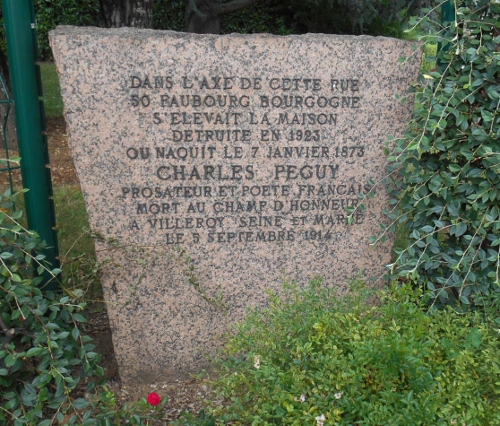 DANS L'AXE DE CETTE RUE
50 FAUBOURG BOURGOGNE
S'ELEVAIT LA MAISON
DETRUITE EN 1923
OU NAQUIT LE 7 JANVIER 1873
CHARLES PEGUY
PROSATEUR ET POETE FRANCAIS
MORT AU CHAMP D'HONNEUR
A VILLEROY SEINE ET MARNE
LE 5 SEPTEMBRE 1914